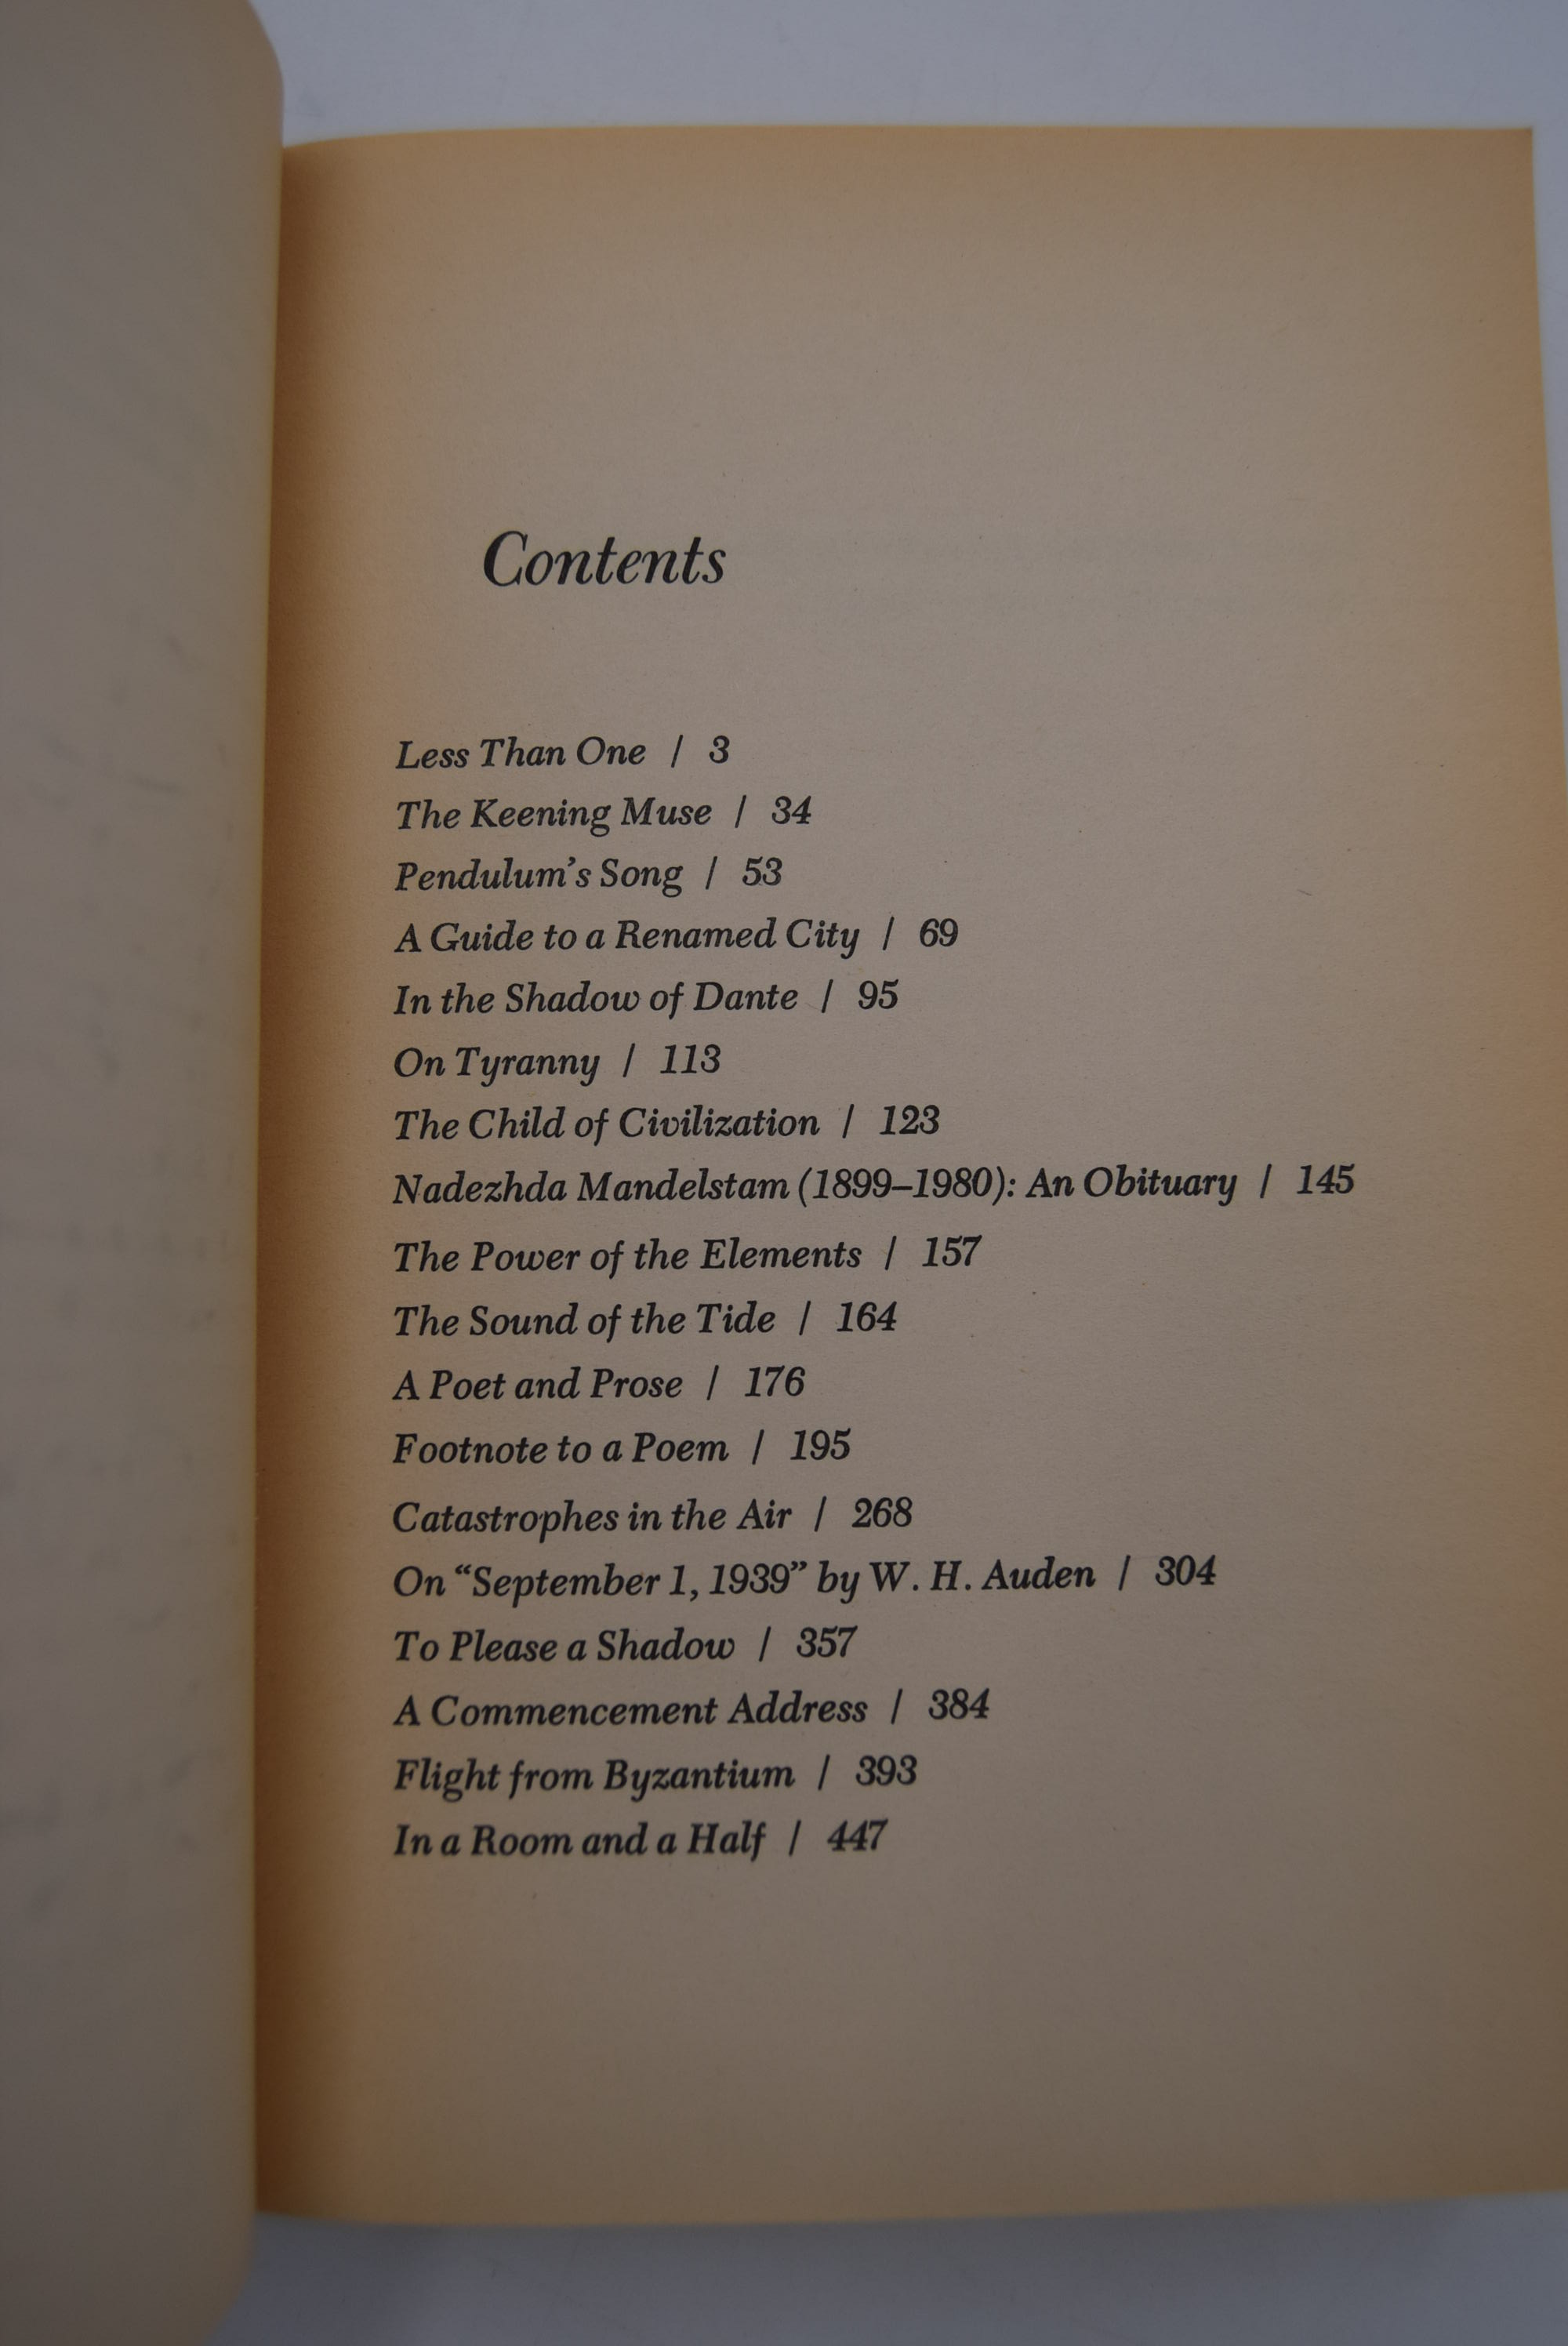 Contents
Less Than One / 3
The Keening Muse / 34
Pendulum’s Song / 53
A Guide to a Renamed City / 69
In the Shadow of Dante / 95
On Tyranny / 113
The Child of Civilization / 123
Nadezhda Mandelstam (1899–1980): An Obituary / 145
The Power of the Elements / 157
The Sound of the Tide / 164
A Poet and Prose / 176
Footnote to a Poem / 195
Catastrophes in the Air / 268
On “September 1, 1939” by W. H. Auden / 304
To Please a Shadow / 357
A Commencement Address / 384
Flight from Byzantium / 393
In a Room and a Half / 447